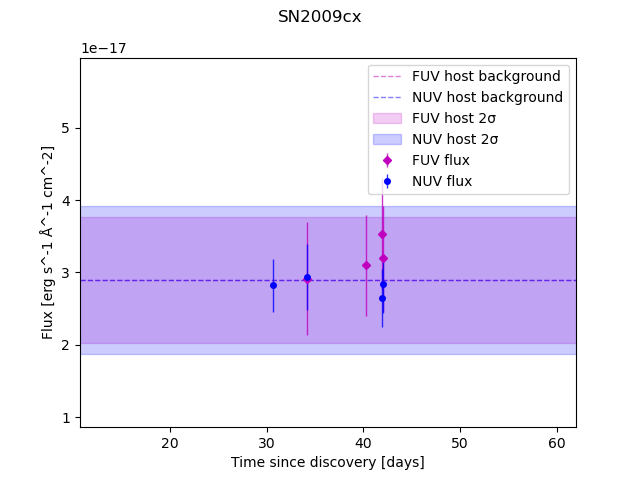 SN2009cx
1e−17
FUV host background
NUV host background
FUV host 2σ
NUV host 2σ
FUV flux
NUV flux
5
4
3
2
1
Flux [erg s^-1 Å^-1 cm^-2]
20 30 40 50 60
Time since discovery [days]